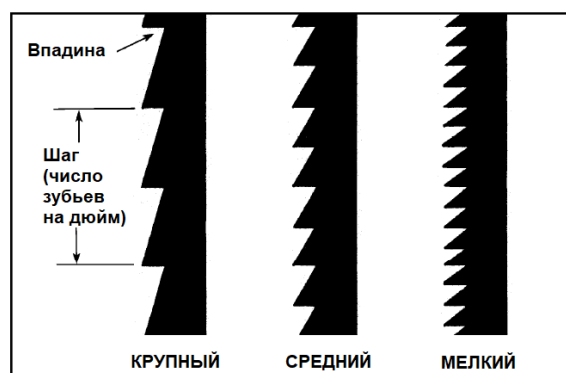 Впадина
Шаг
(число
зубьев
на дюйм)
КРУПНЫЙ
СРЕДНИЙ
МЕЛКИЙ